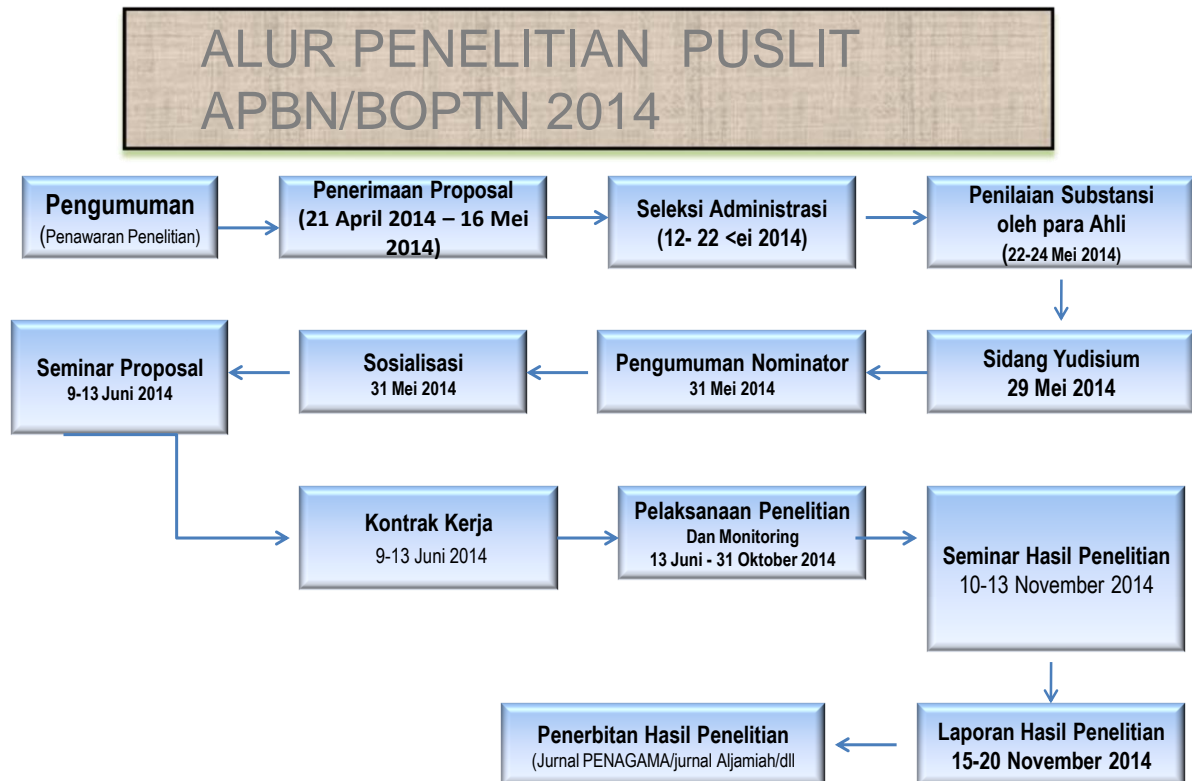 ALUR PENELITIAN PUSLIT
APBN/BOPTN 2014
Pengumuman
(Penawaran Penelitian)
Penerimaan Proposal
(21 April 2014 – 16 Mei
2014)
Seleksi Administrasi
(12- 22 <ei 2014)
Penilaian Substansi
oleh para Ahli
(22-24 Mei 2014)
Sidang Yudisium
29 Mei 2014
Pengumuman Nominator
31 Mei 2014
Sosialisasi
31 Mei 2014
Seminar Proposal
9-13 Juni 2014
Kontrak Kerja
9-13 Juni 2014
Pelaksanaan Penelitian
Dan Monitoring
13 Juni - 31 Oktober 2014
Seminar Hasil Penelitian
10-13 November 2014
Laporan Hasil Penelitian
15-20 November 2014
Penerbitan Hasil Penelitian
(Jurnal PENAGAMA/jurnal Aljamiah/dll